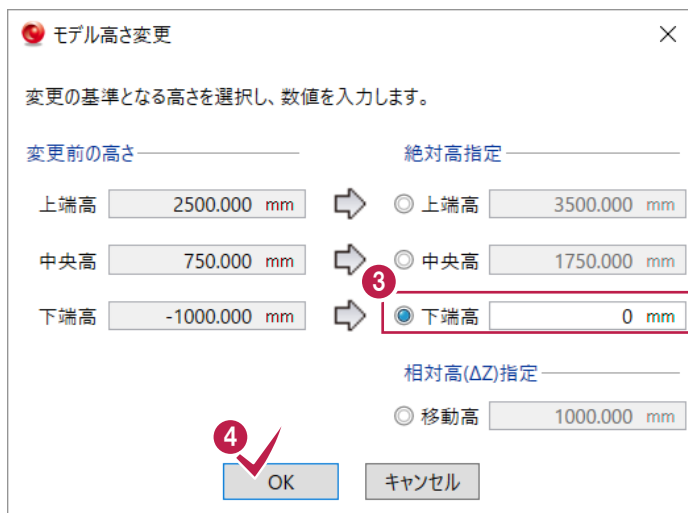 モデル高さ変更
変更の基準となる高さを選択し、数値を入力します。
変更前の高さ 絶対高指定
上端高 2500.000 mm 上端高 3500.000 mm
中央高 750.000 mm 中央高 1750.000 mm
3
下端高 -1000.000 mm 下端高 0 mm
相対高(ΔZ)指定
移動高 1000.000 mm
4
OK キャンセル